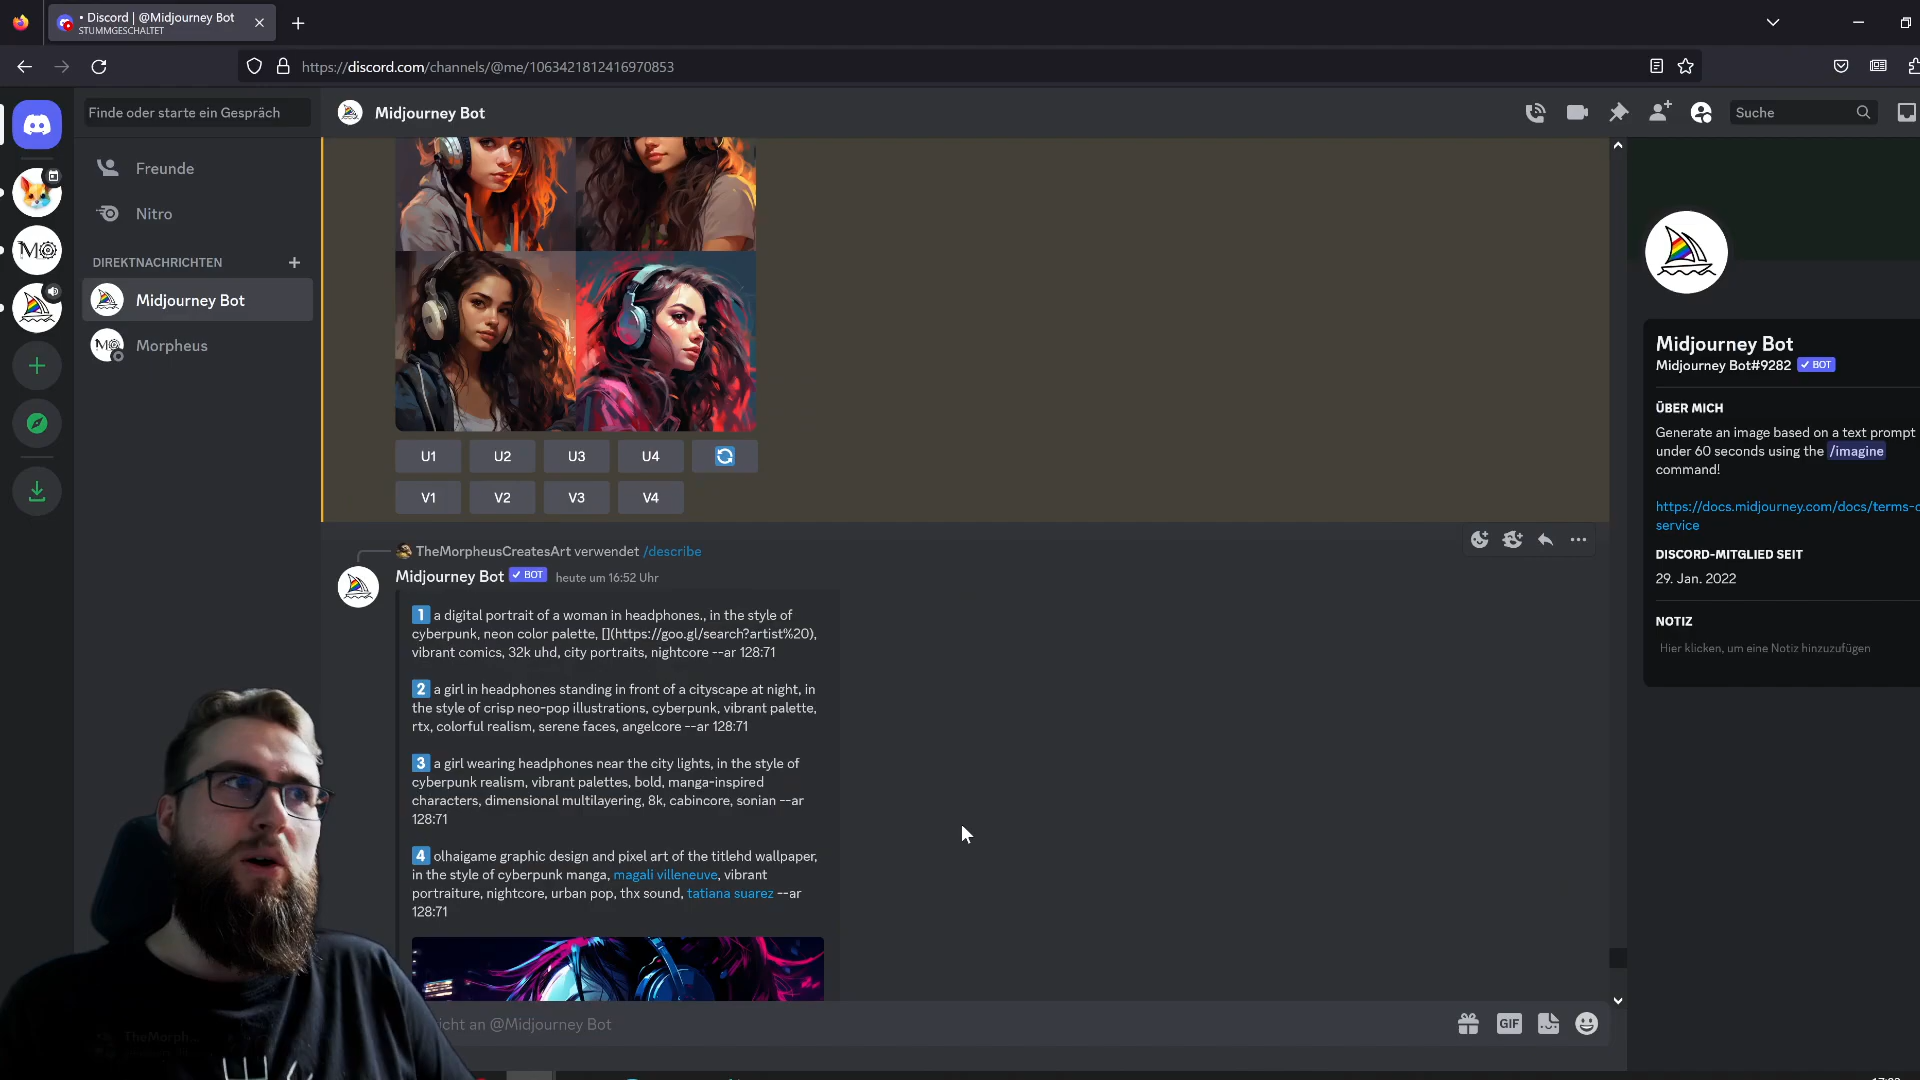 • Discord | @Midjourney Bot
STUMMGESCHALTET
https://discord.com/channels/@me/1063421812416970853
Finde oder starte ein Gespräch
Midjourney Bot
Suche
Freunde
Nitro
DIREKTNACHRICHTEN
Midjourney Bot
Morpheus
U1 U2 U3 U4
V1 V2 V3 V4
TheMorpheusCreatesArt verwendet /describe
Midjourney Bot BOT heute um 16:52 Uhr
1 a digital portrait of a woman in headphones., in the style of
cyberpunk, neon color palette, [](https://goo.gl/search?artist%20),
vibrant comics, 32k uhd, city portraits, nightcore --ar 128:71
2 a girl in headphones standing in front of a cityscape at night, in
the style of crisp neo-pop illustrations, cyberpunk, vibrant palette,
rtx, colorful realism, serene faces, angelcore --ar 128:71
3 a girl wearing headphones near the city lights, in the style of
cyberpunk realism, vibrant palettes, bold, manga-inspired
characters, dimensional multilayering, 8k, cabincore, sonian --ar
128:71
4 olhaigame graphic design and pixel art of the titlehd wallpaper,
in the style of cyberpunk manga, magali villeneuve, vibrant
portraiture, nightcore, urban pop, thx sound, tatiana suarez --ar
128:71
icht an @Midjourney Bot
GIF
Midjourney Bot
Midjourney Bot#9282 BOT
ÜBER MICH
Generate an image based on a text prompt
under 60 seconds using the /imagine
command!
https://docs.midjourney.com/docs/terms-o
service
DISCORD-MITGLIED SEIT
29. Jan. 2022
NOTIZ
Hier klicken, um eine Notiz hinzuzufügen
TheMorph...